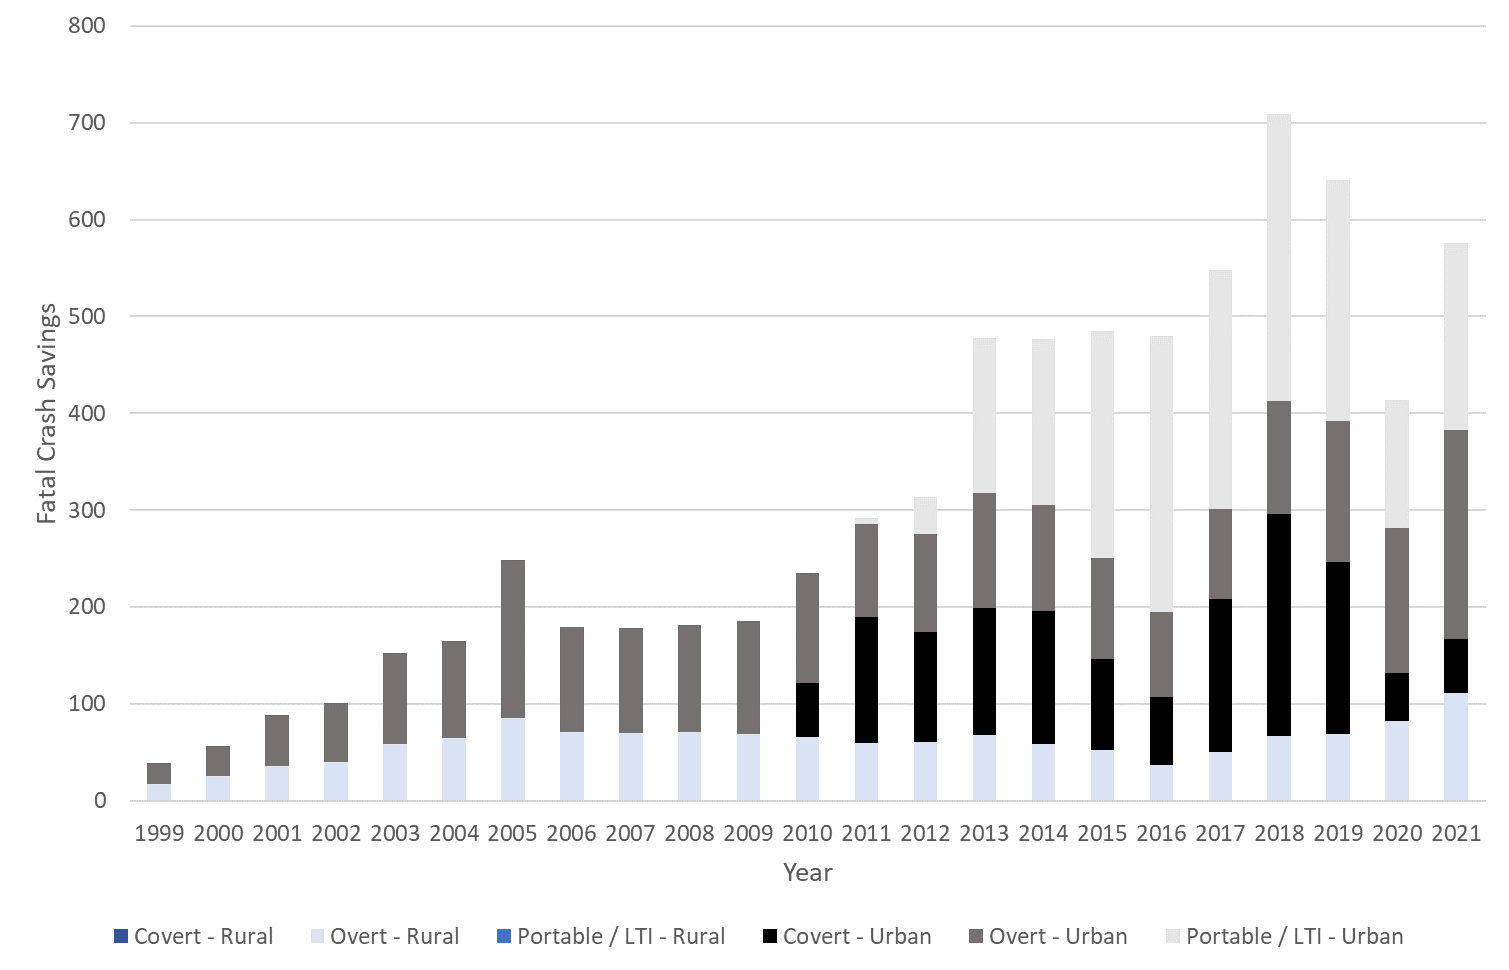 800
700
600
500
400
300
200
100
0
Fatal Crash Savings
1999 2000 2001 2002 2003 2004 2005 2006 2007 2008 2009 2010 2011 2012 2013 2014 2015 2016 2017 2018 2019 2020 2021
Year
Covert - Rural Overt - Rural Portable / LTI - Rural Covert - Urban Overt - Urban Portable / LTI - Urban